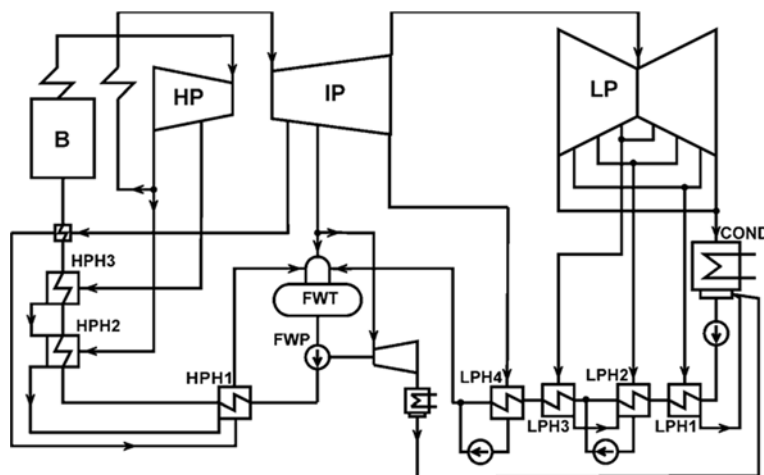 HP
IP
LP
B
COND
HPH3
FWT
HPH2
FWP
HPH1
LPH4
LPH2
LPH3
LPH1